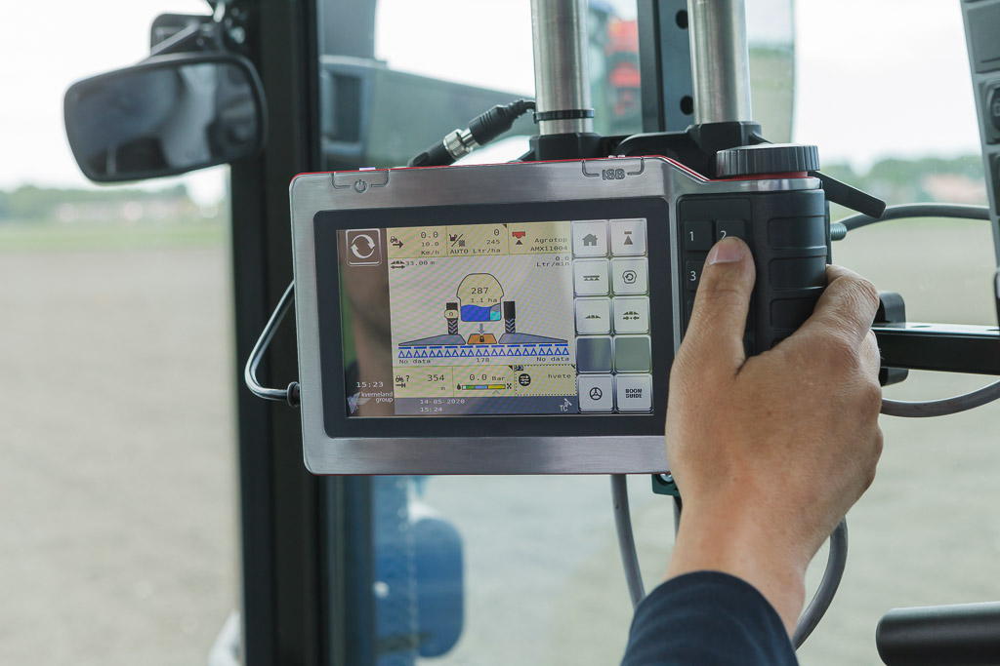 ISB
1 2
3
0.0
10.0
Km/h
0
245
AUTO Ltr/ha
Agrotop
AMX11004
33.00 m
0.0
Ltr/min
287
1.1 ha
0
No data 178 No data
? 354
m
0.0 Bar
hvete
15:23
kverneland
group
14-05-2020
15:24
TC
BOOM
GUIDE